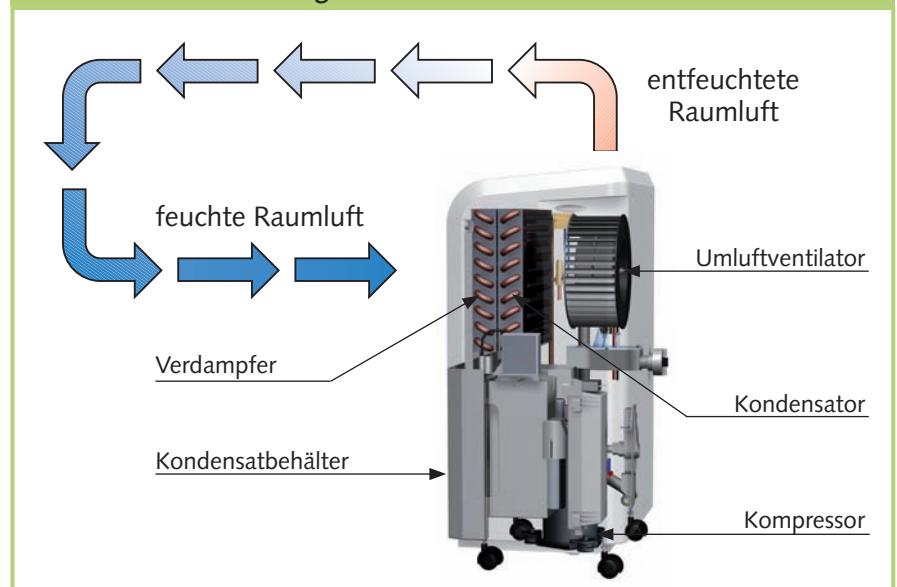 entfeuchtete
Raumluft
feuchte Raumluft
Umluftventilator
Verdampfer
Kondensator
Kondensatbehälter
Kompressor